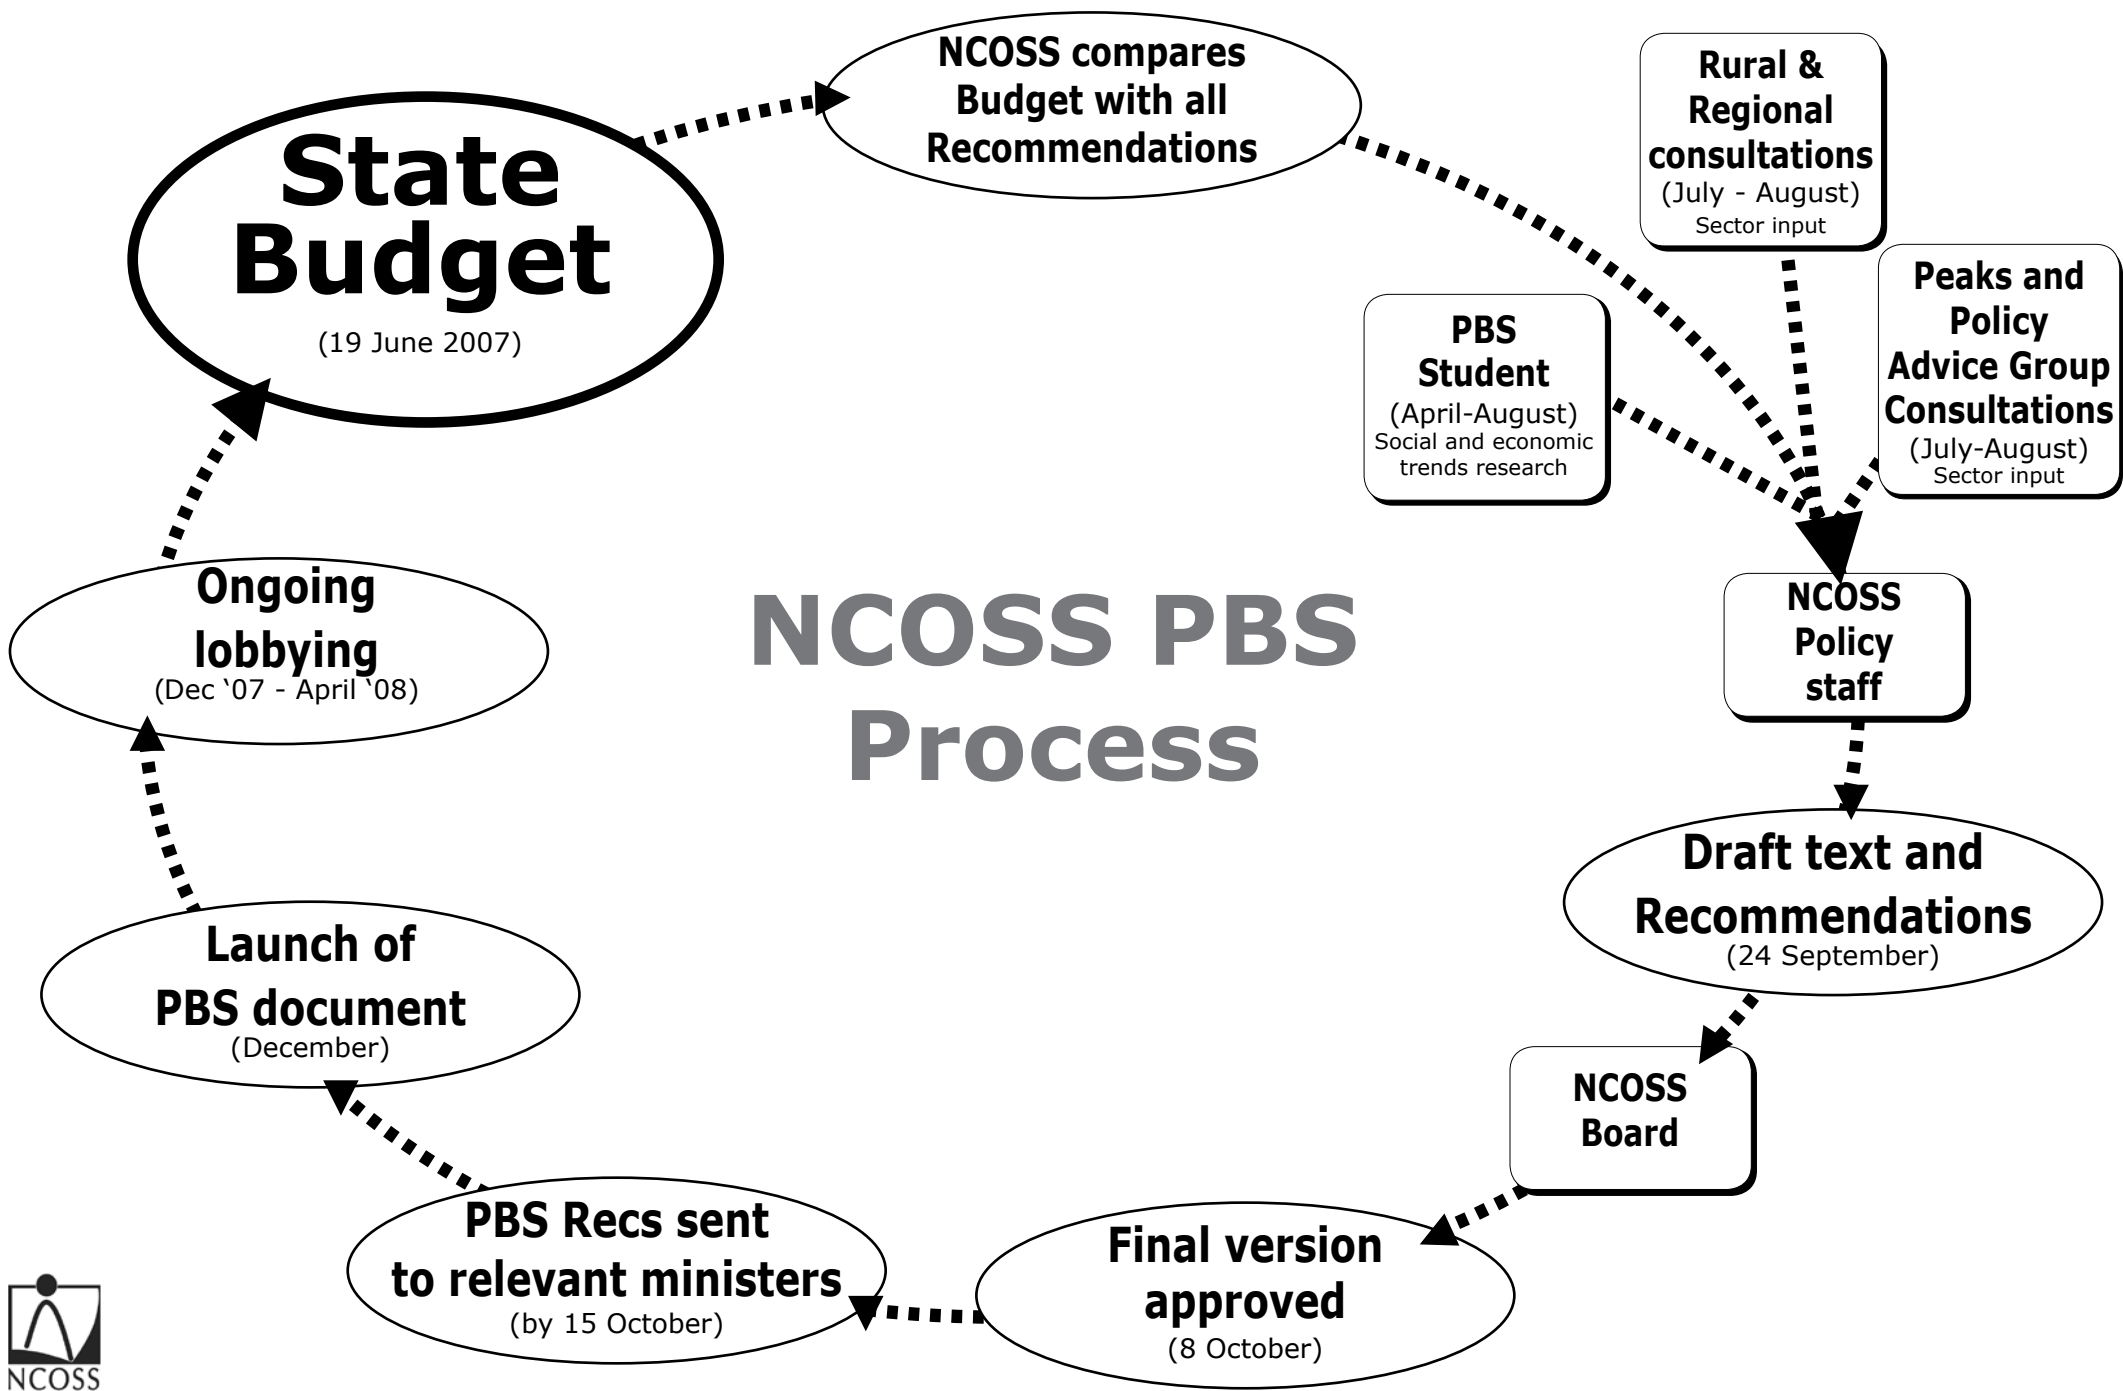 State
Budget
(19 June 2007)
NCOSS compares
Budget with all
Recommendations
Rural &
Regional
consultations
(July - August)
Sector input
Peaks and
Policy
Advice Group
Consultations
(July-August)
Sector input
PBS
Student
(April-August)
Social and economic
trends research
NCOSS
Policy
staff
Draft text and
Recommendations
(24 September)
NCOSS
Board
Final version
approved
(8 October)
PBS Recs sent
to relevant ministers
(by 15 October)
Launch of
PBS document
(December)
Ongoing
lobbying
(Dec ‘07 - April ‘08)
NCOSS PBS
Process
NCOSS